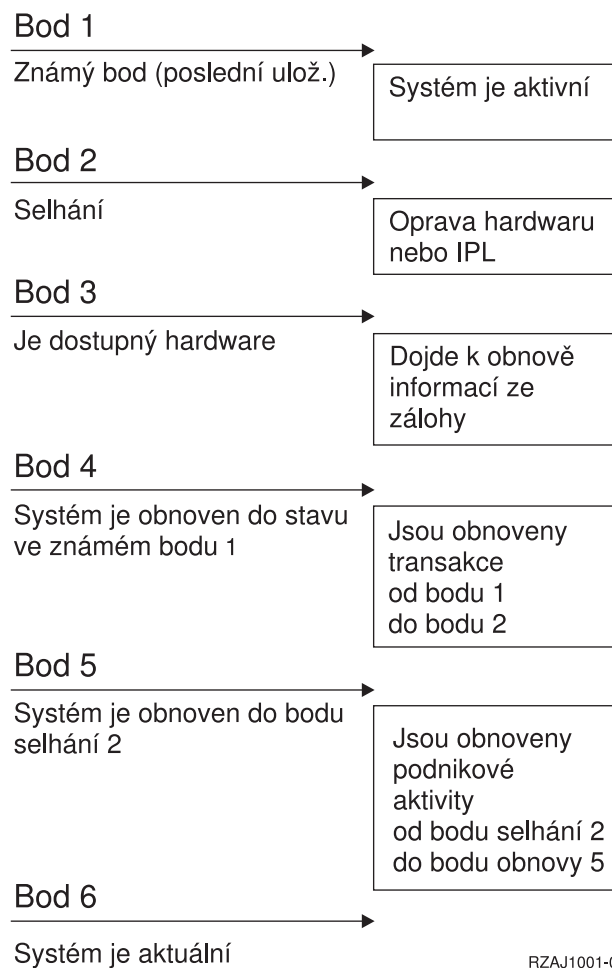 Bod 1
Známý bod (poslední ulož.)
Systém je aktivní
Bod 2
Selhání
Oprava hardwaru
nebo IPL
Bod 3
Je dostupný hardware
Dojde k obnově
informací ze
zálohy
Bod 4
Systém je obnoven do stavu
ve známém bodu 1
Jsou obnoveny
transakce
od bodu 1
do bodu 2
Bod 5
Systém je obnoven do bodu
selhání 2
Jsou obnoveny
podnikové
aktivity
od bodu selhání 2
do bodu obnovy 5
Bod 6
Systém je aktuální
RZAJ1001-0